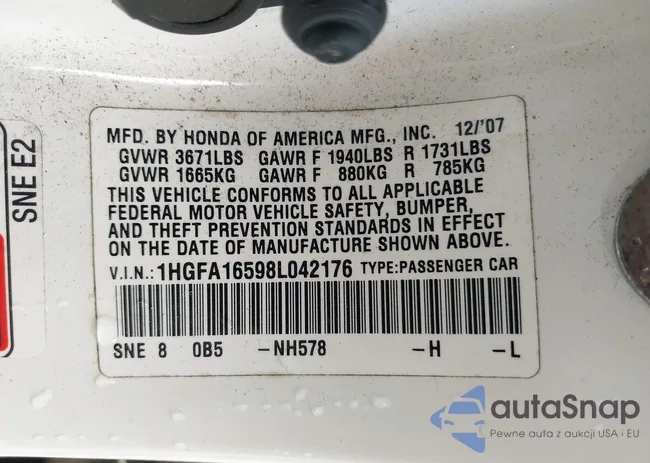 SNE E2
MFD. BY HONDA OF AMERICA MFG., INC. 12/'07
GVWR 3671LBS GAWR F 1940LBS R 1731LBS
GVWR 1665KG GAWR F 880KG R 785KG
THIS VEHICLE CONFORMS TO ALL APPLICABLE
FEDERAL MOTOR VEHICLE SAFETY, BUMPER,
AND THEFT PREVENTION STANDARDS IN EFFECT
ON THE DATE OF MANUFACTURE SHOWN ABOVE.
V.I.N.: 1HGFA16598L042176 TYPE: PASSENGER CAR
SNE 8 0B5 -NH578 -H -L
autoSnap
Pewne auta z aukcji USA i EU